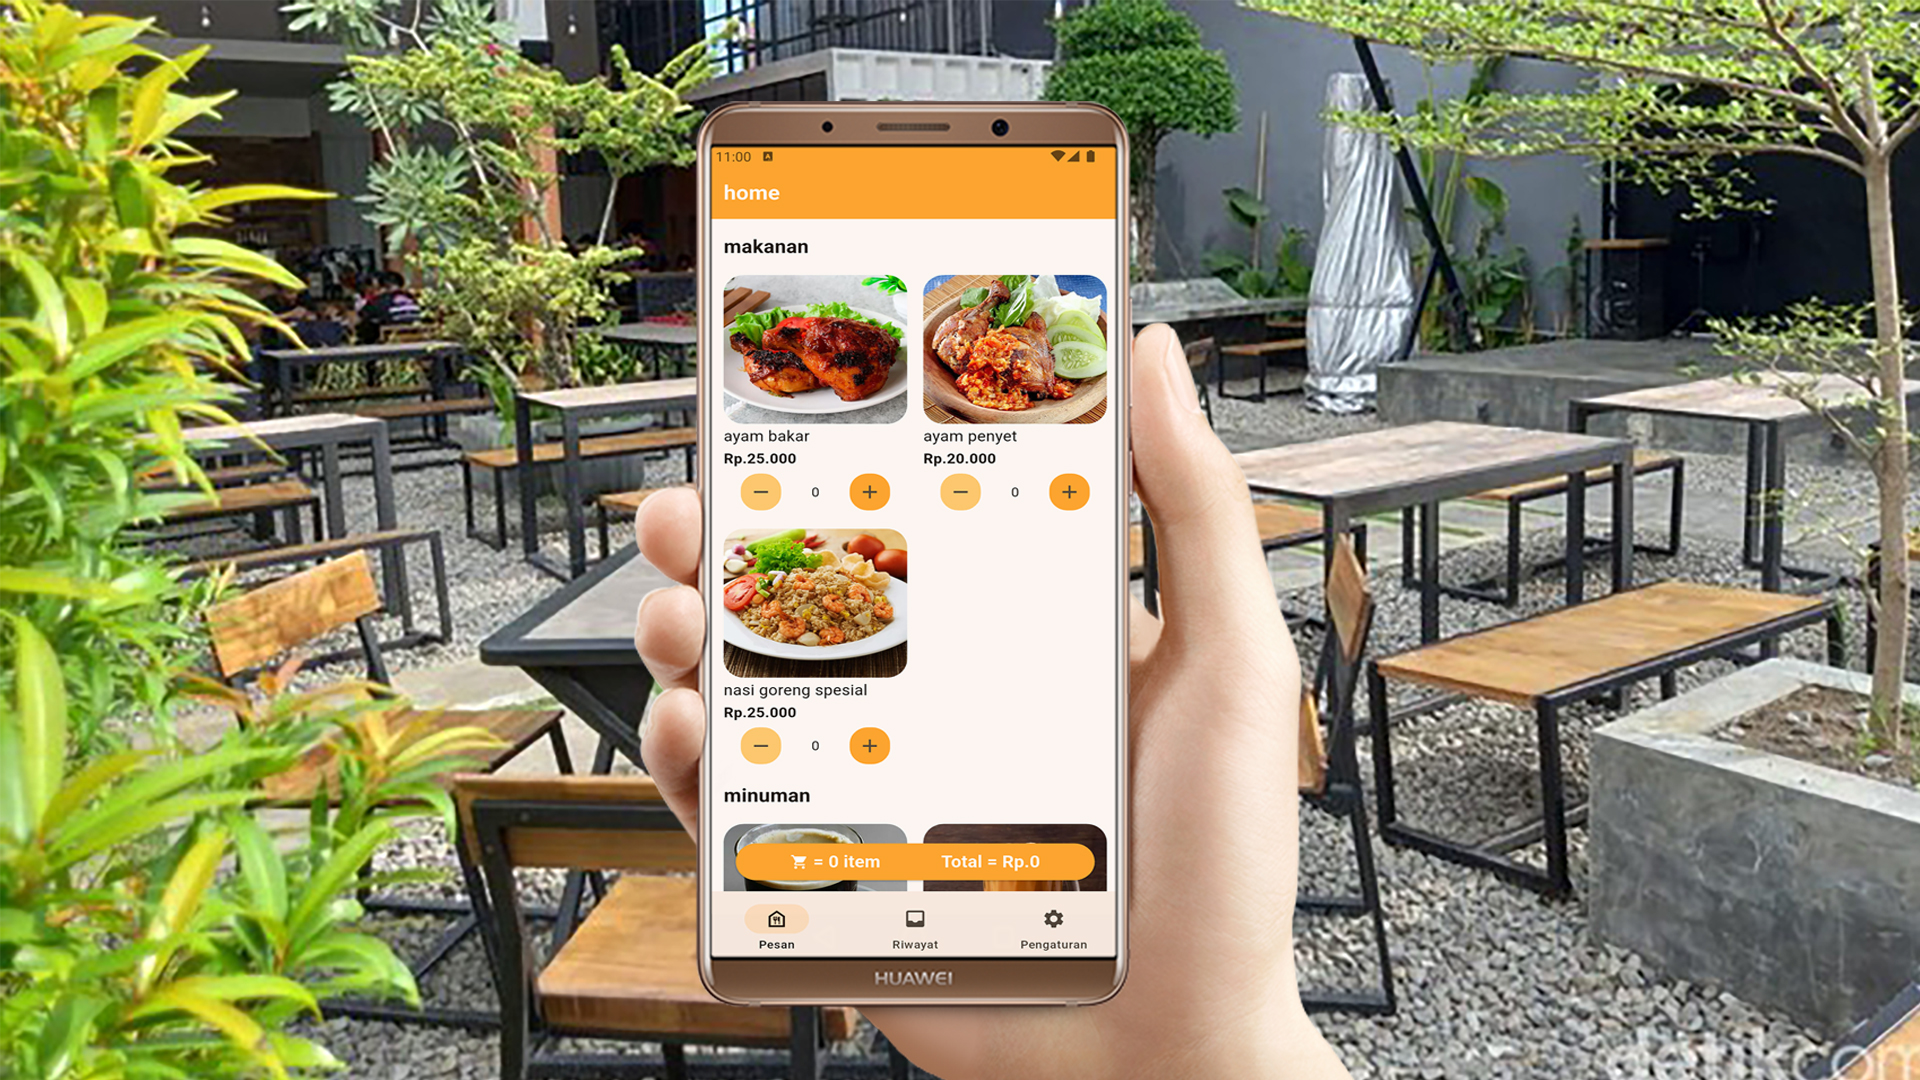 11:00
home
makanan
ayam bakar
Rp.25.000
0
ayam penyet
Rp.20.000
0
nasi goreng spesial
Rp.25.000
0
minuman
= 0 item
Total = Rp.0
Pesan
Riwayat
Pengaturan
HUAWEI
detikcom